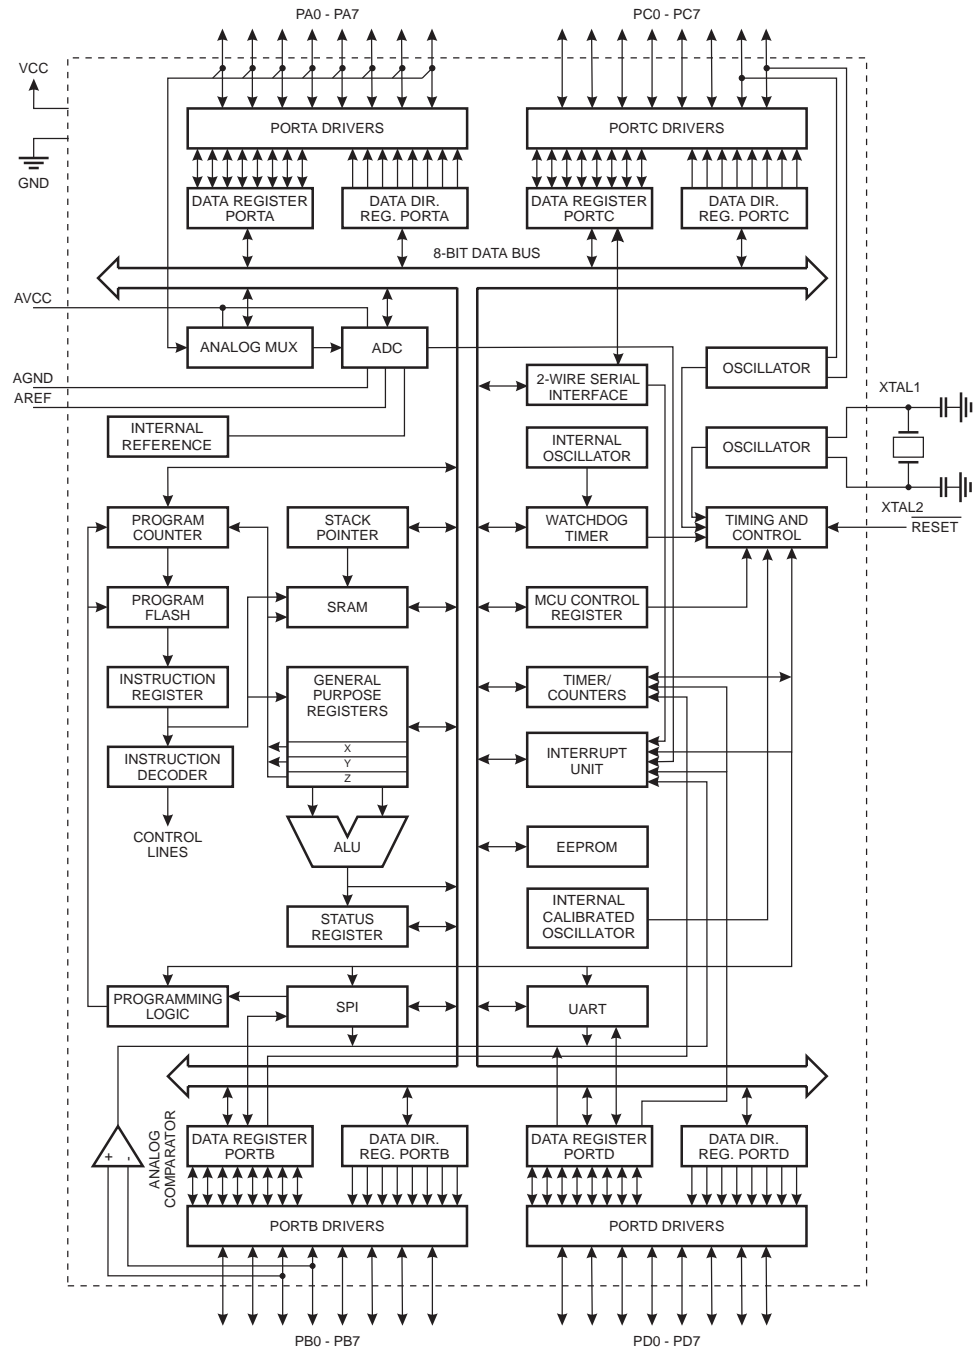 PA0 - PA7
PC0 - PC7
VCC
GND
PORTA DRIVERS
PORTC DRIVERS
DATA REGISTER
PORTA
DATA DIR.
REG. PORTA
DATA REGISTER
PORTC
DATA DIR.
REG. PORTC
8-BIT DATA BUS
AVCC
ANALOG MUX
ADC
AGND
AREF
INTERNAL
REFERENCE
2-WIRE SERIAL
INTERFACE
OSCILLATOR
XTAL1
INTERNAL
OSCILLATOR
OSCILLATOR
XTAL2
RESET
PROGRAM
COUNTER
STACK
POINTER
WATCHDOG
TIMER
TIMING AND
CONTROL
PROGRAM
FLASH
SRAM
MCU CONTROL
REGISTER
INSTRUCTION
REGISTER
GENERAL
PURPOSE
REGISTERS
X
Y
Z
TIMER/
COUNTERS
INSTRUCTION
DECODER
INTERRUPT
UNIT
CONTROL
LINES
ALU
EEPROM
STATUS
REGISTER
INTERNAL
CALIBRATED
OSCILLATOR
PROGRAMMING
LOGIC
SPI
UART
ANALOG
COMPARATOR
+
-
DATA REGISTER
PORTB
DATA DIR.
REG. PORTB
DATA REGISTER
PORTD
DATA DIR.
REG. PORTD
PORTB DRIVERS
PORTD DRIVERS
PB0 - PB7
PD0 - PD7